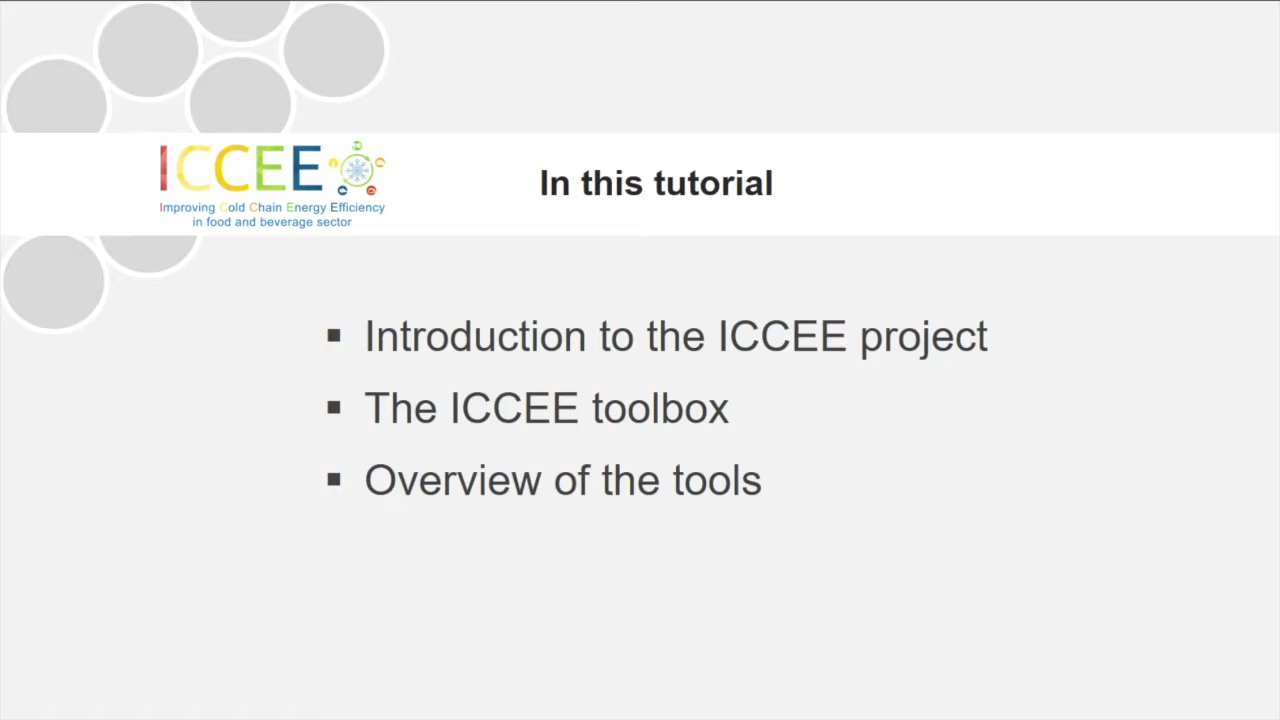 ICCEE
Improving Cold Chain Energy Efficiency
in food and beverage sector
In this tutorial
▪ Introduction to the ICCEE project
▪ The ICCEE toolbox
▪ Overview of the tools